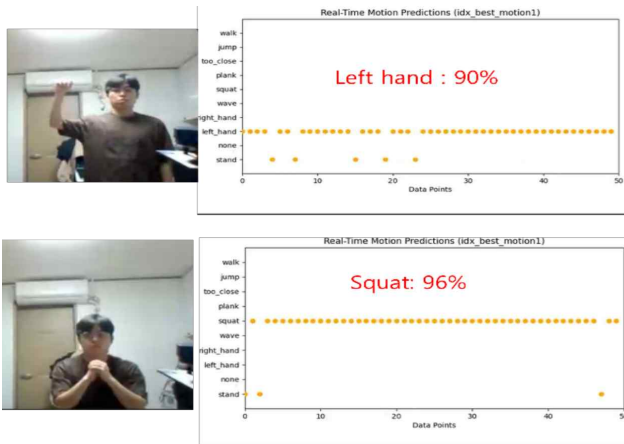 Real-Time Motion Predictions (idx_best_motion1)
walk
jump
too_close
plank
squat
wave
right_hand
left_hand
none
stand
Left hand : 90%
0 10 20 30 40 50
Data Points
Real-Time Motion Predictions (idx_best_motion1)
walk
jump
too_close
plank
squat
wave
right_hand
left_hand
none
stand
Squat: 96%
0 10 20 30 40 50
Data Points